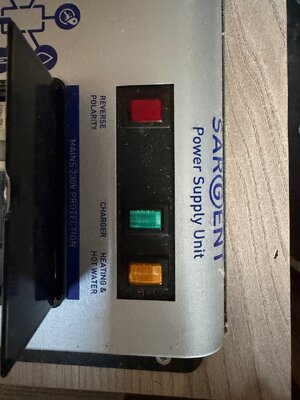 SARGENT
Power Supply Unit
REVERSE
POLARITY
CHARGER
HEATING &
HOT WATER
MAINS 230V PROTECTION